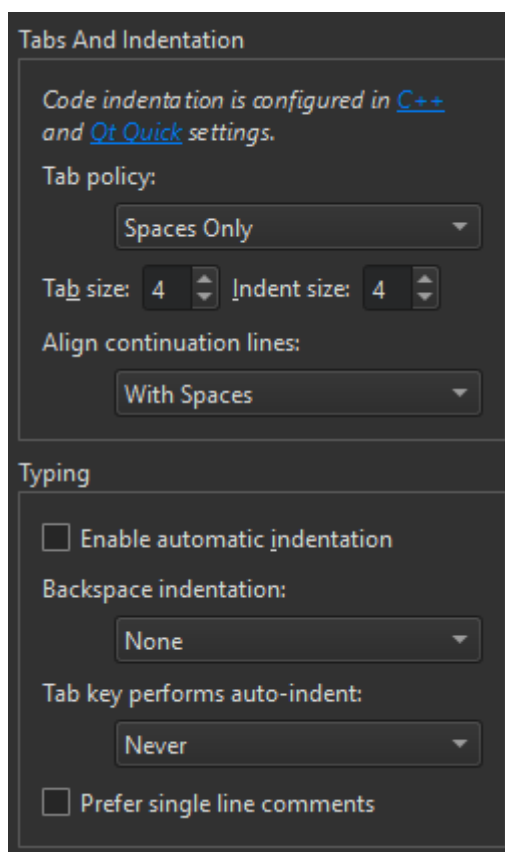 Tabs And Indentation
Code indentation is configured in C++
and Qt Quick settings.
Tab policy:
Spaces Only
Tab size: 4 Indent size: 4
Align continuation lines:
With Spaces
Typing
Enable automatic indentation
Backspace indentation:
None
Tab key performs auto-indent:
Never
Prefer single line comments